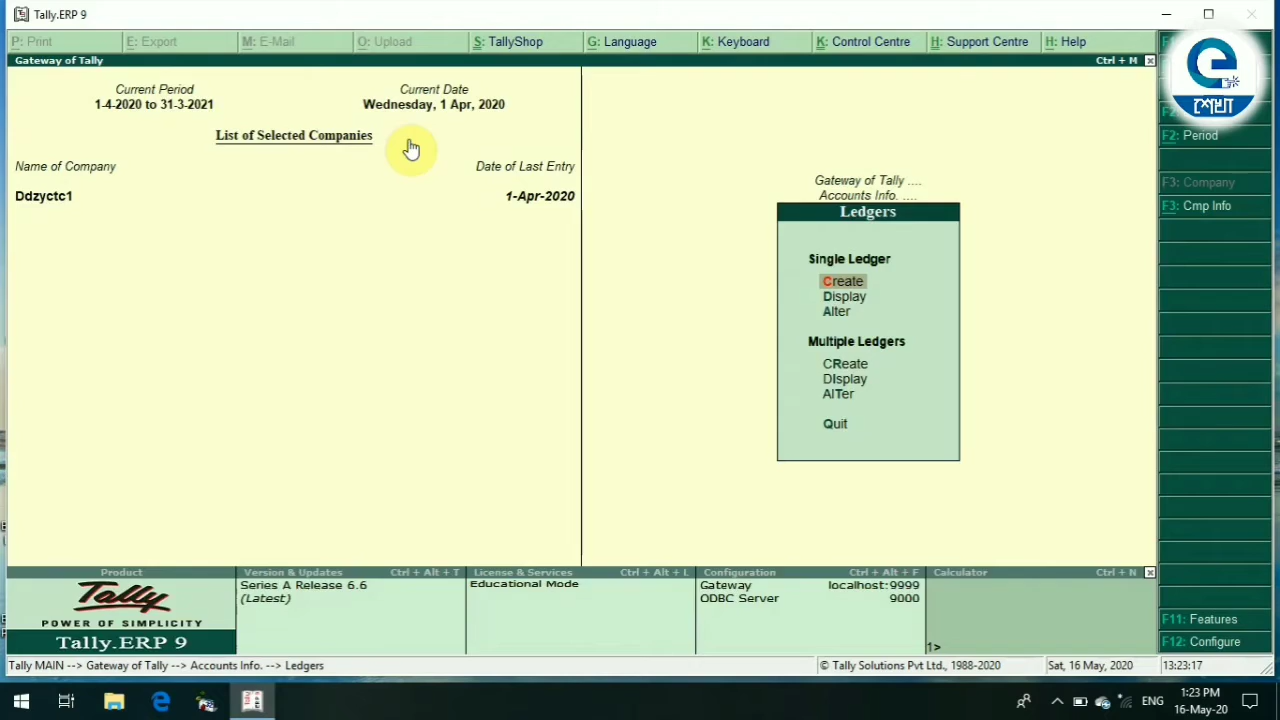 Tally.ERP 9
P: Print
E: Export
M: E-Mail
O: Upload
S: TallyShop
G: Language
K: Keyboard
K: Control Centre
H: Support Centre
H: Help
Gateway of Tally
Ctrl + M
Current Period
Current Date
1-4-2020 to 31-3-2021
Wednesday, 1 Apr, 2020
List of Selected Companies
Name of Company
Date of Last Entry
Ddzyctc1
1-Apr-2020
Gateway of Tally ....
Accounts Info. ....
Ledgers
Single Ledger
Create
Display
Alter
Multiple Ledgers
CReate
DIsplay
AlTer
Quit
শেখা
F2: Period
F3: Company
F3: Cmp Info
F11: Features
F12: Configure
Product
Version & Updates
Ctrl + Alt + T
License & Services
Ctrl + Alt + L
Configuration
Ctrl + Alt + F
Calculator
Ctrl + N
Tally
POWER OF SIMPLICITY
Tally.ERP 9
Series A Release 6.6
(Latest)
Educational Mode
Gateway
localhost:9999
ODBC Server
9000
1>
Tally MAIN --> Gateway of Tally --> Accounts Info. --> Ledgers
© Tally Solutions Pvt Ltd., 1988-2020
Sat, 16 May, 2020
13:23:17
ENG
1:23 PM
16-May-20